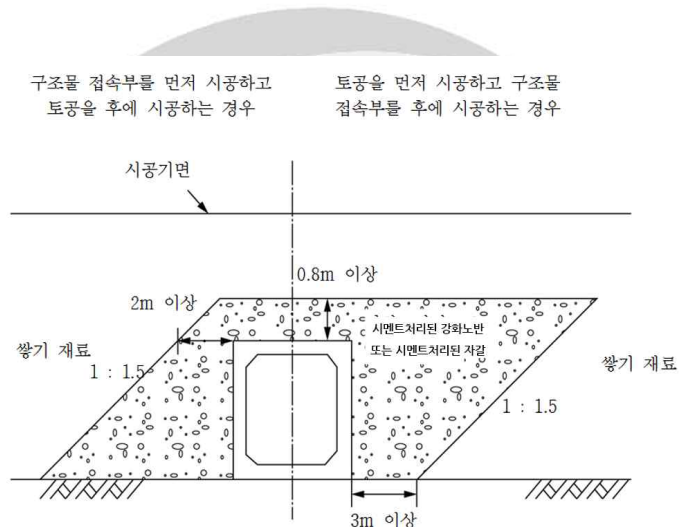 구조물 접속부를 먼저 시공하고
토공을 후에 시공하는 경우
토공을 먼저 시공하고 구조물
접속부를 후에 시공하는 경우
시공기면
0.8m 이상
2m 이상
시멘트처리된 강화노반
또는 시멘트처리된 자갈
쌓기 재료
쌓기 재료
1 : 1.5
1 : 1.5
3m 이상